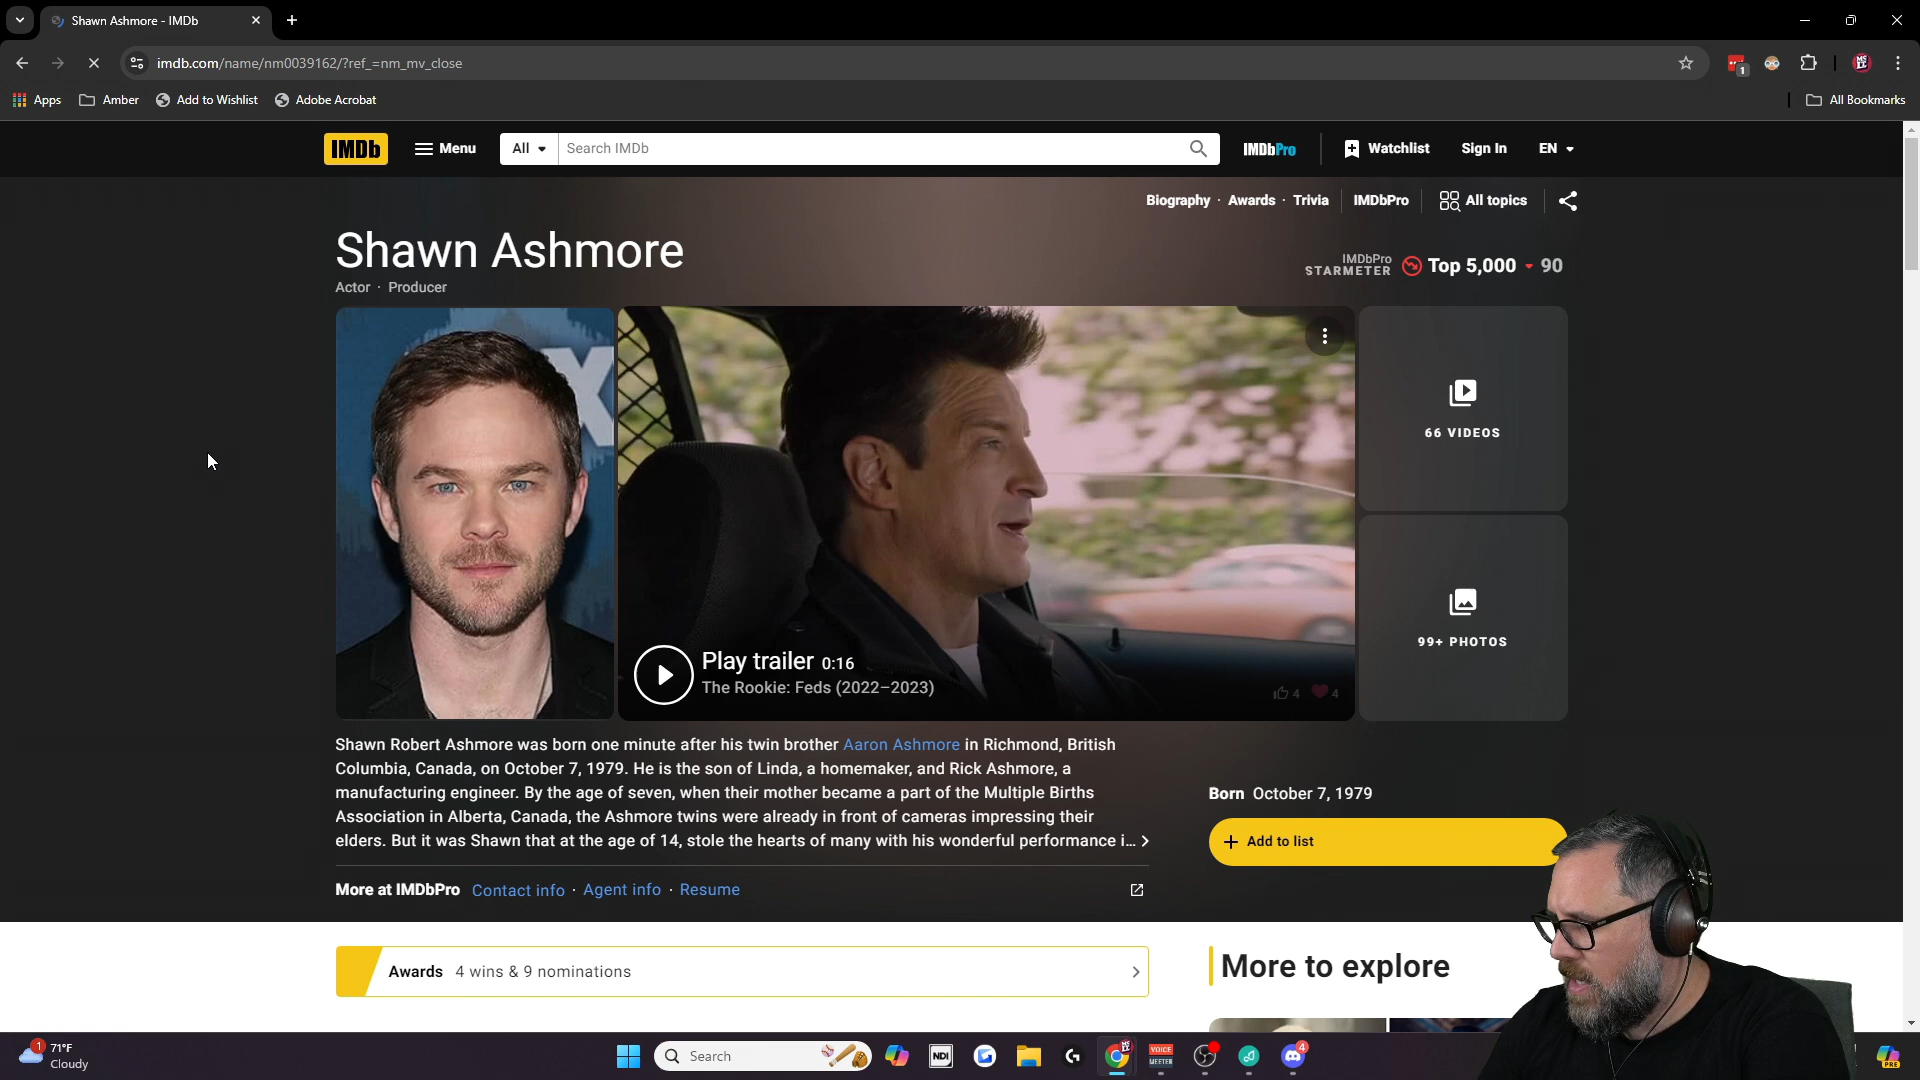 Shawn Ashmore - IMDb
imdb.com/name/nm0039162/?ref_=nm_mv_close
1
Apps
Amber
Add to Wishlist
Adobe Acrobat
All Bookmarks
IMDb
Menu
All
Search IMDb
IMDbPro
Watchlist
Sign In
EN
Biography · Awards · Trivia
IMDbPro
All topics
Shawn Ashmore
Actor · Producer
IMDbPro
STARMETER
Top 5,000
90
66 VIDEOS
99+ PHOTOS
Play trailer 0:16
The Rookie: Feds (2022–2023)
4
4
Shawn Robert Ashmore was born one minute after his twin brother Aaron Ashmore in Richmond, British
Columbia, Canada, on October 7, 1979. He is the son of Linda, a homemaker, and Rick Ashmore, a
manufacturing engineer. By the age of seven, when their mother became a part of the Multiple Births
Association in Alberta, Canada, the Ashmore twins were already in front of cameras impressing their
elders. But it was Shawn that at the age of 14, stole the hearts of many with his wonderful performance i...
Born October 7, 1979
+ Add to list
More at IMDbPro Contact info · Agent info · Resume
Awards 4 wins & 9 nominations
More to explore
1
71°F
Cloudy
Search
NDI
VOICE
MEETER
4
PRE